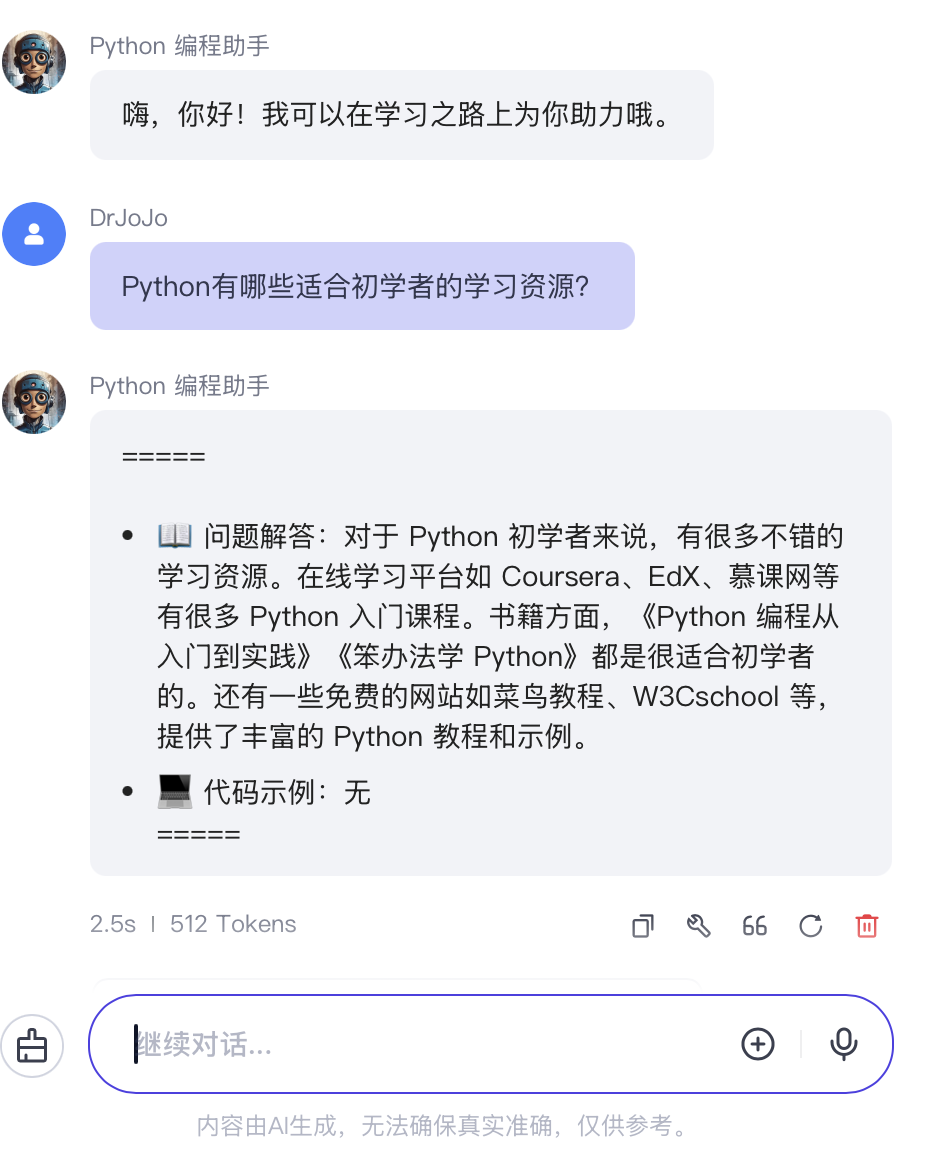 Python 编程助手
嗨，你好！我可以在学习之路上为你助力哦。
DrJoJo
Python有哪些适合初学者的学习资源？
Python 编程助手
=====
• 📖 问题解答：对于 Python 初学者来说，有很多不错的
学习资源。在线学习平台如 Coursera、EdX、慕课网等
有很多 Python 入门课程。书籍方面，《Python 编程从
入门到实践》《笨办法学 Python》都是很适合初学者
的。还有一些免费的网站如菜鸟教程、W3Cschool 等，
提供了丰富的 Python 教程和示例。
• 💻 代码示例：无
=====
2.5s | 512 Tokens
继续对话...
内容由AI生成，无法确保真实准确，仅供参考。